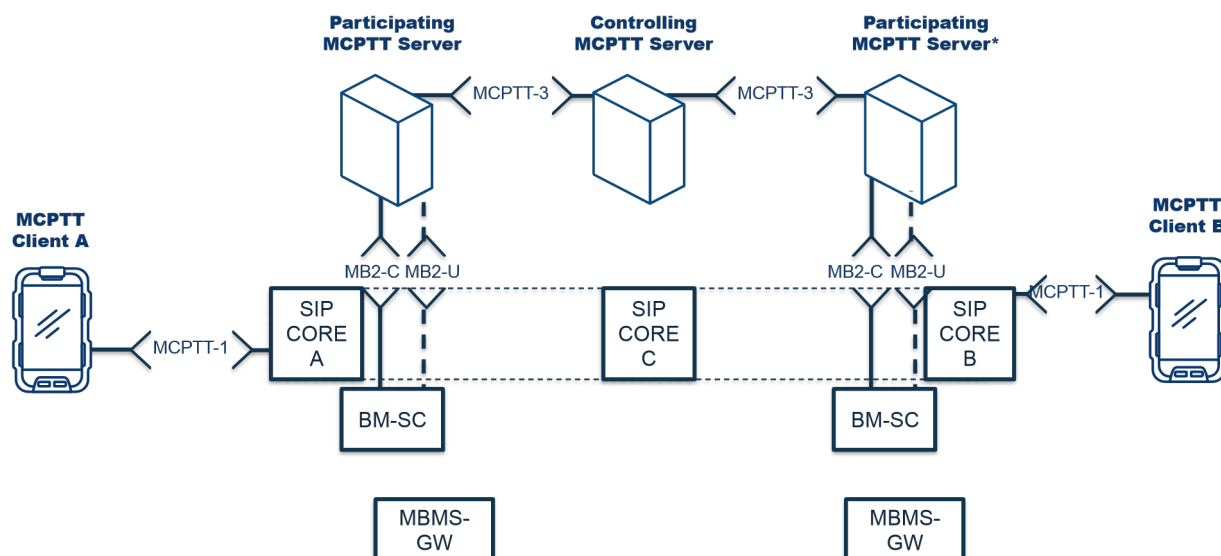 Participating
MCPTT Server
Controlling
MCPTT Server
Participating
MCPTT Server*
MCPTT-3
MCPTT-3
MCPTT
Client A
MCPTT
Client B
MB2-C
MB2-U
MB2-C
MB2-U
MCPTT-1
MCPTT-1
SIP
CORE
A
SIP
CORE
C
SIP
CORE
B
BM-SC
BM-SC
MBMS-
GW
MBMS-
GW